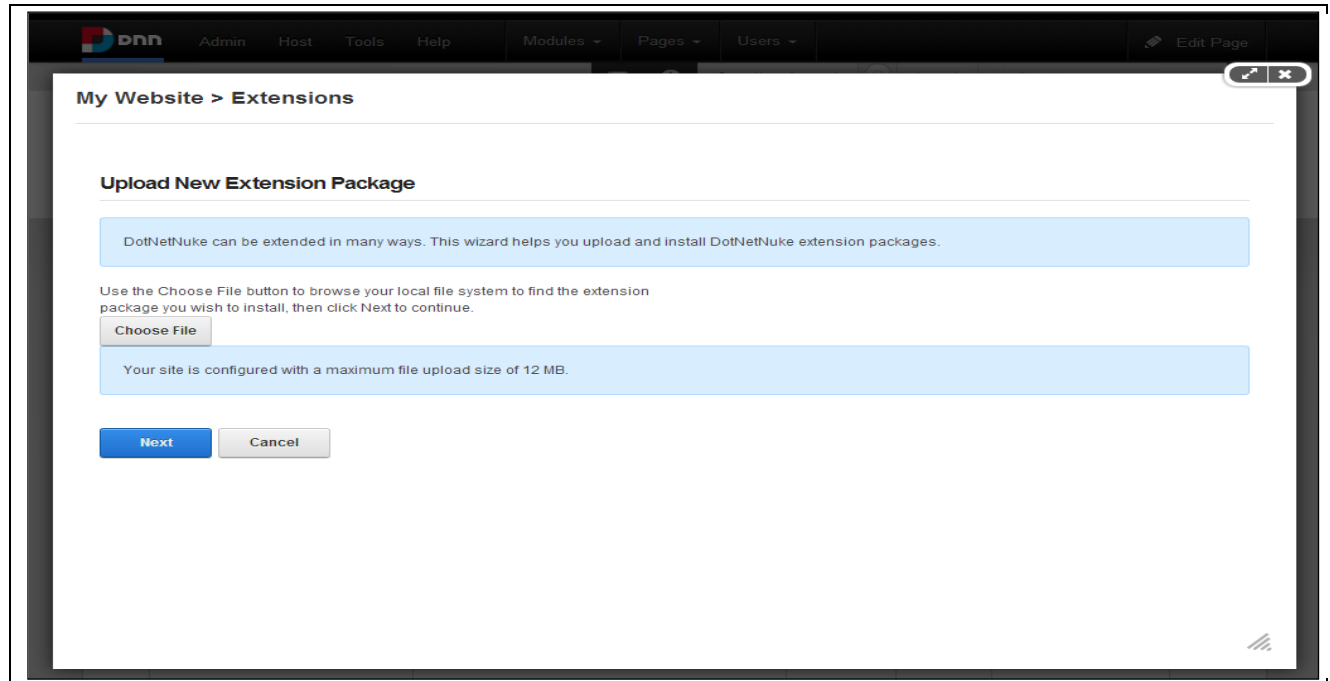 DNN Admin Host Tools Help Modules Pages Users Edit Page
My Website > Extensions
Upload New Extension Package
DotNetNuke can be extended in many ways. This wizard helps you upload and install DotNetNuke extension packages.
Use the Choose File button to browse your local file system to find the extension
package you wish to install, then click Next to continue.
Choose File
Your site is configured with a maximum file upload size of 12 MB.
Next Cancel